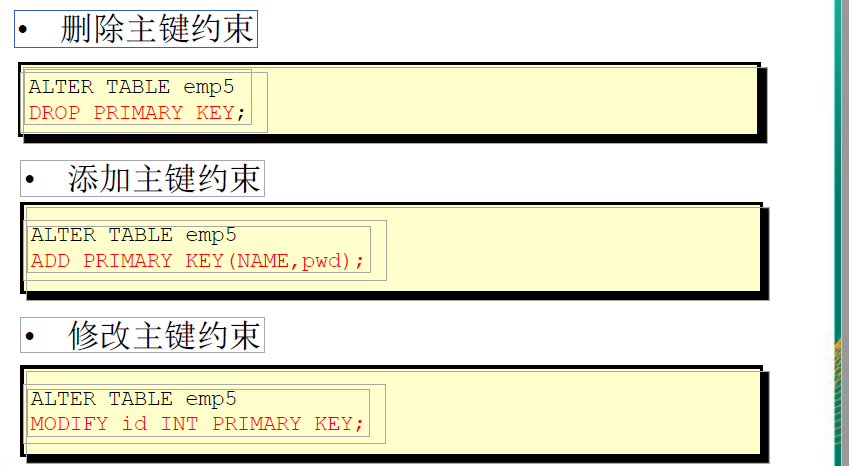 • 删除主键约束
ALTER TABLE emp5
DROP PRIMARY KEY;
• 添加主键约束
ALTER TABLE emp5
ADD PRIMARY KEY(NAME,pwd);
• 修改主键约束
ALTER TABLE emp5
MODIFY id INT PRIMARY KEY;